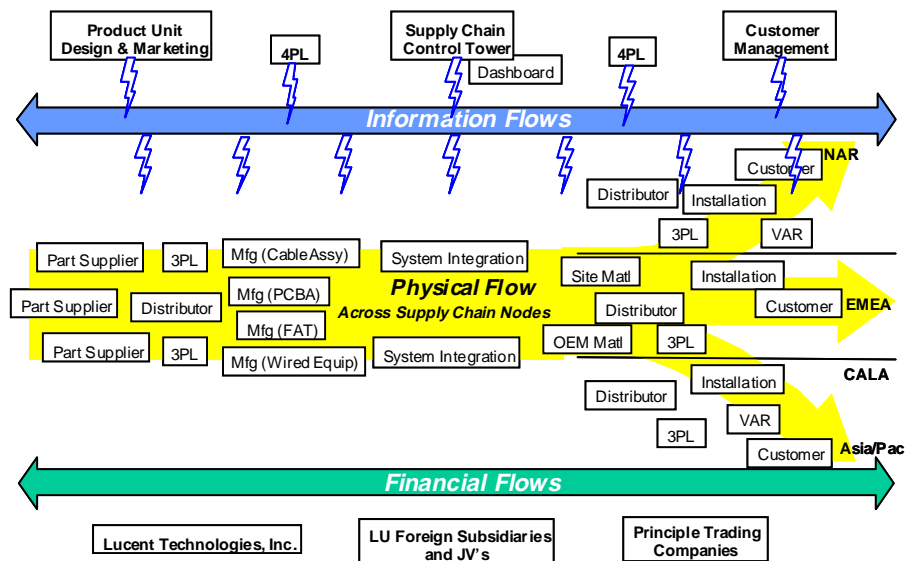 Product Unit
Design & Marketing
4PL
Supply Chain
Control Tower
Dashboard
4PL
Customer
Management
Information Flows
Customer
NAR
Distributor
Installation
3PL
VAR
Part Supplier
3PL
Mfg (CableAssy)
System Integration
Site Matl
Installation
Part Supplier
Distributor
Mfg (PCBA)
Physical Flow
Across Supply Chain Nodes
Distributor
Customer
EMEA
Mfg (FAT)
OEM Matl
3PL
Part Supplier
3PL
Mfg (Wired Equip)
System Integration
CALA
Installation
Distributor
VAR
3PL
Customer
Asia/Pac
Financial Flows
Lucent Technologies, Inc.
LU Foreign Subsidiaries
and JV's
Principle Trading
Companies